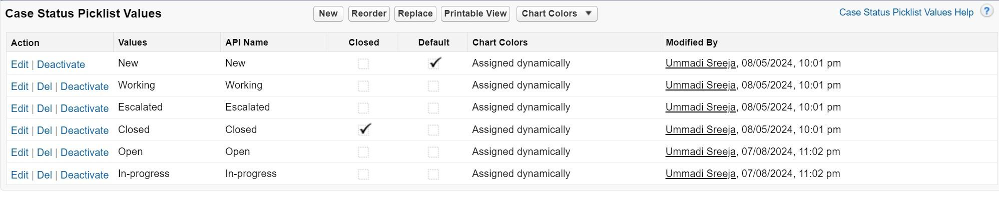 Case Status Picklist Values New Reorder Replace Printable View Chart Colors Case Status Picklist Values Help ?
Action Values API Name Closed Default Chart Colors Modified By
Edit | Deactivate New New Assigned dynamically Ummadi Sreeja, 08/05/2024, 10:01 pm
Edit | Del | Deactivate Working Working Assigned dynamically Ummadi Sreeja, 08/05/2024, 10:01 pm
Edit | Del | Deactivate Escalated Escalated Assigned dynamically Ummadi Sreeja, 08/05/2024, 10:01 pm
Edit | Del | Deactivate Closed Closed Assigned dynamically Ummadi Sreeja, 08/05/2024, 10:01 pm
Edit | Del | Deactivate Open Open Assigned dynamically Ummadi Sreeja, 07/08/2024, 11:02 pm
Edit | Del | Deactivate In-progress In-progress Assigned dynamically Ummadi Sreeja, 07/08/2024, 11:02 pm